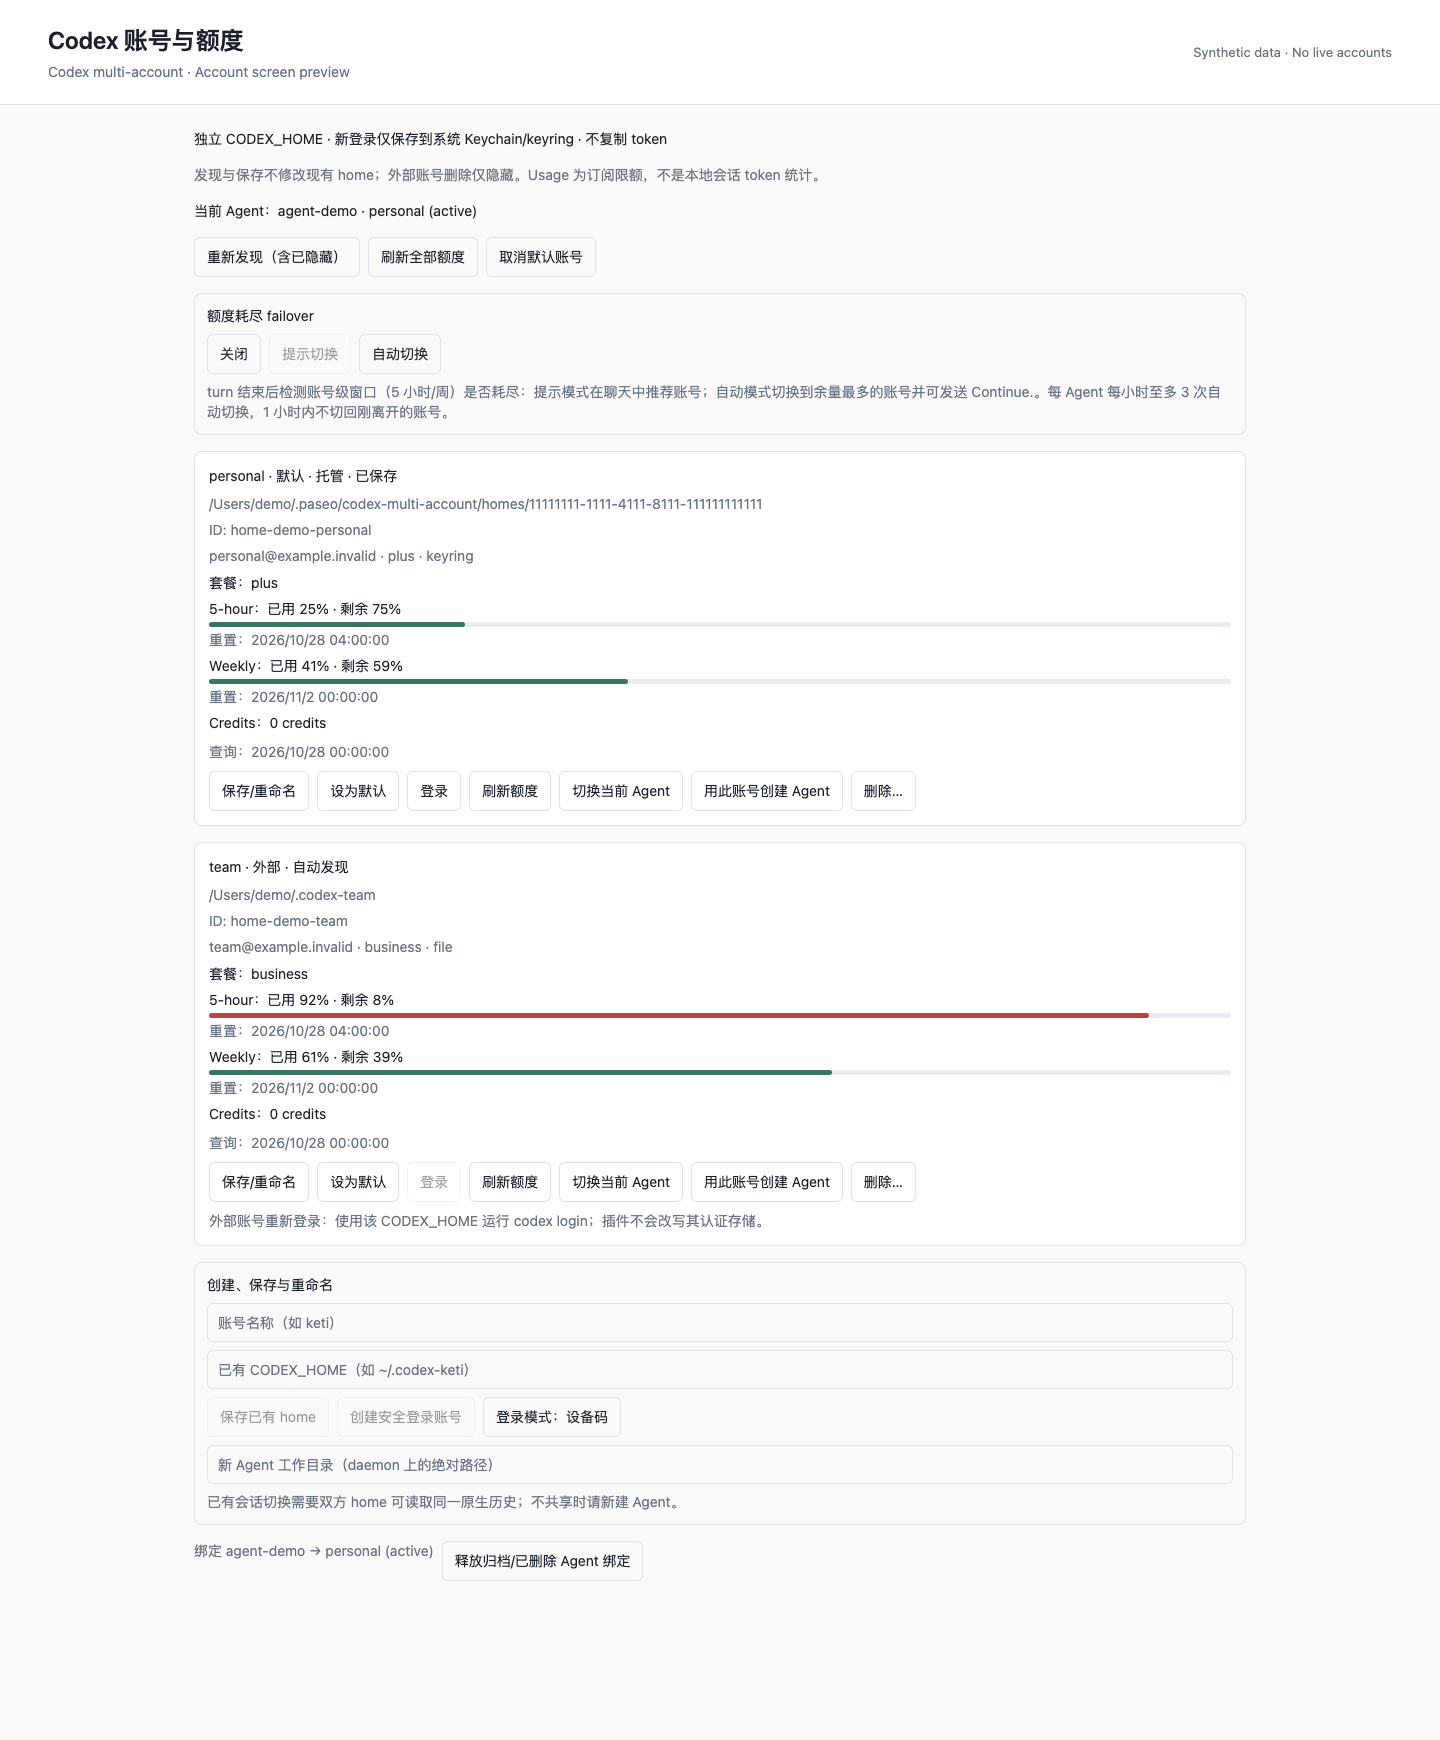 Codex 账号与额度
Codex multi-account · Account screen preview
Synthetic data · No live accounts
独立 CODEX_HOME · 新登录仅保存到系统 Keychain/keyring · 不复制 token
发现与保存不修改现有 home；外部账号删除仅隐藏。Usage 为订阅限额，不是本地会话 token 统计。
当前 Agent：agent-demo · personal (active)
重新发现（含已隐藏） 刷新全部额度 取消默认账号
额度耗尽 failover
关闭 提示切换 自动切换
turn 结束后检测账号级窗口（5 小时/周）是否耗尽：提示模式在聊天中推荐账号；自动模式切换到余量最多的账号并可发送 Continue.。每 Agent 每小时至多 3 次自
动切换，1 小时内不切回刚离开的账号。
personal · 默认 · 托管 · 已保存
/Users/demo/.paseo/codex-multi-account/homes/11111111-1111-4111-8111-111111111111
ID: home-demo-personal
personal@example.invalid · plus · keyring
套餐：plus
5-hour：已用 25% · 剩余 75%
重置：2026/10/28 04:00:00
Weekly：已用 41% · 剩余 59%
重置：2026/11/2 00:00:00
Credits：0 credits
查询：2026/10/28 00:00:00
保存/重命名 设为默认 登录 刷新额度 切换当前 Agent 用此账号创建 Agent 删除...
team · 外部 · 自动发现
/Users/demo/.codex-team
ID: home-demo-team
team@example.invalid · business · file
套餐：business
5-hour：已用 92% · 剩余 8%
重置：2026/10/28 04:00:00
Weekly：已用 61% · 剩余 39%
重置：2026/11/2 00:00:00
Credits：0 credits
查询：2026/10/28 00:00:00
保存/重命名 设为默认 登录 刷新额度 切换当前 Agent 用此账号创建 Agent 删除...
外部账号重新登录：使用该 CODEX_HOME 运行 codex login；插件不会改写其认证存储。
创建、保存与重命名
账号名称（如 keti）
已有 CODEX_HOME（如 ~/.codex-keti）
保存已有 home 创建安全登录账号 登录模式：设备码
新 Agent 工作目录（daemon 上的绝对路径）
已有会话切换需要双方 home 可读取同一原生历史；不共享时请新建 Agent。
绑定 agent-demo → personal (active) 释放归档/已删除 Agent 绑定